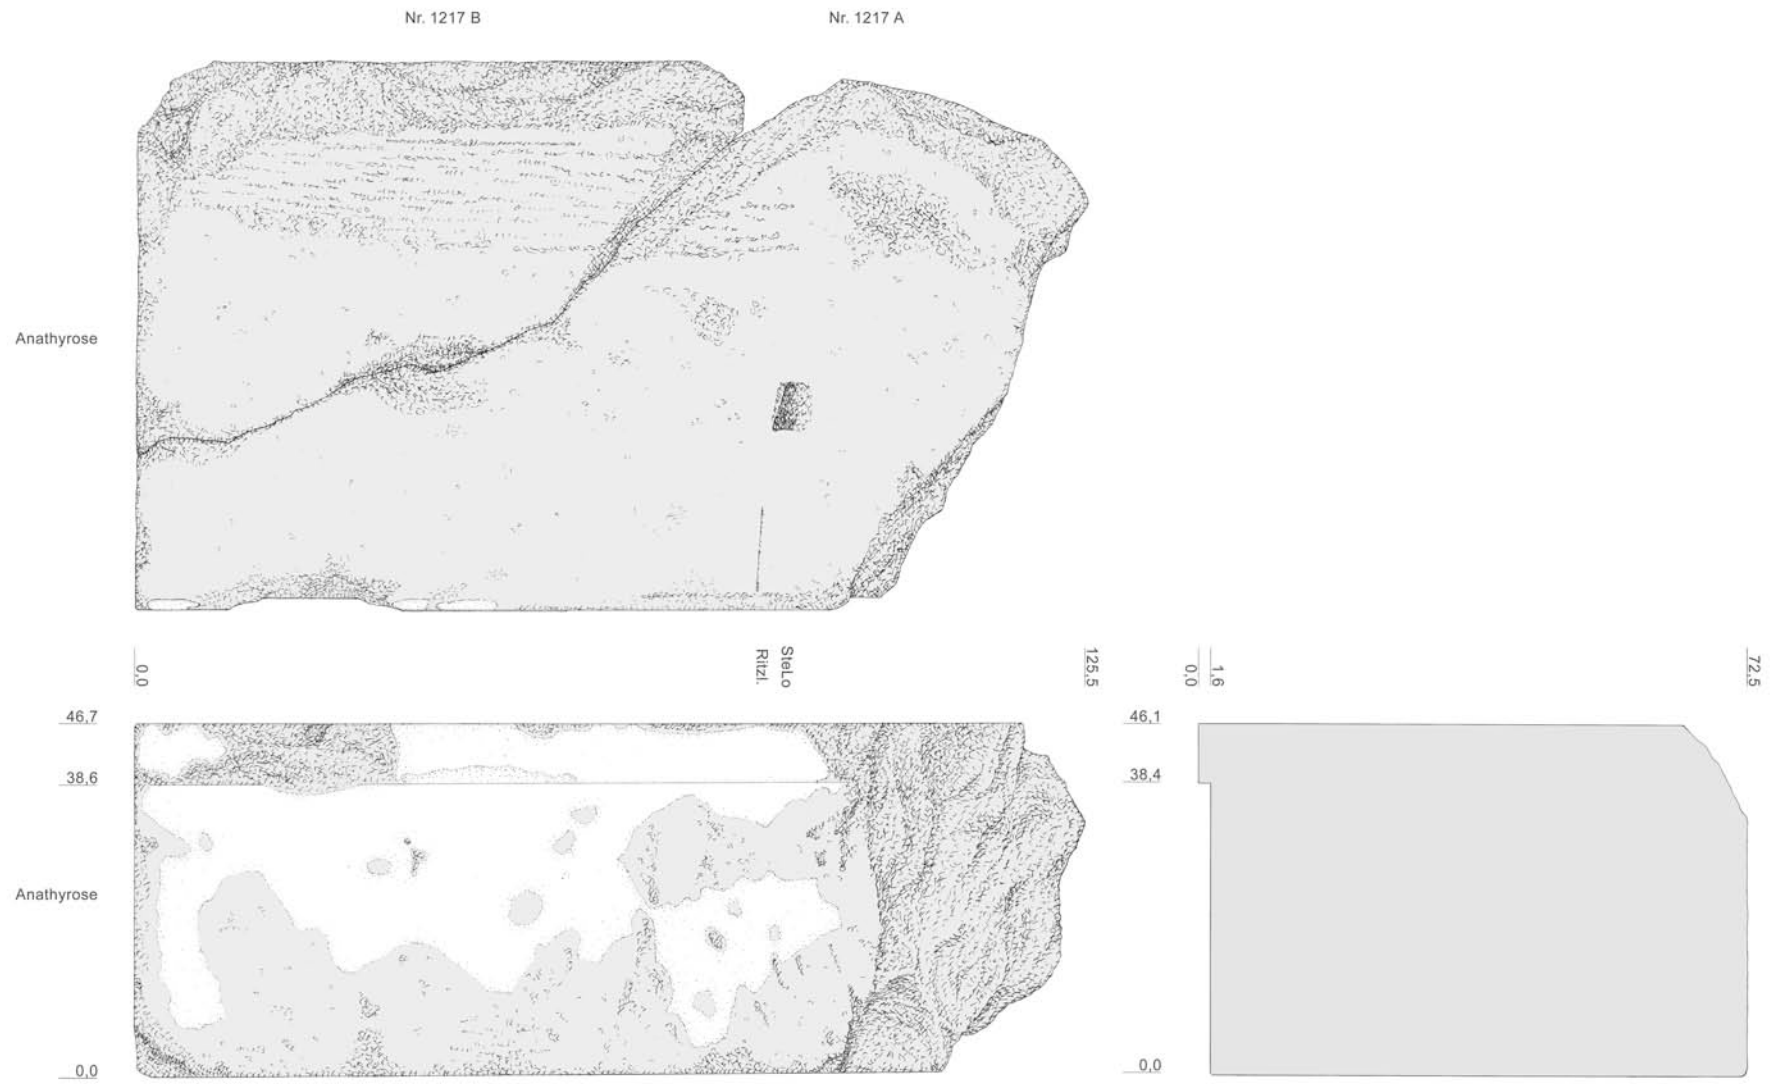 Nr. 1217 B
Nr. 1217 A
Anathyrose
0,0
Ritzl.
SteLo
125,5
0,0
1,6
72,5
46,7
38,6
Anathyrose
0,0
46,1
38,4
0,0